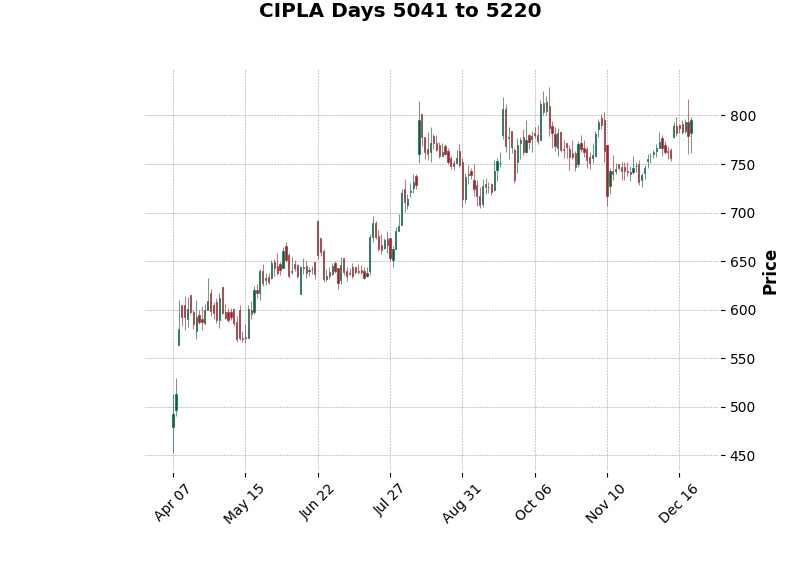 CIPLA Days 5041 to 5220
800
750
700
650
600
550
500
450
Price
Apr 07
May 15
Jun 22
Jul 27
Aug 31
Oct 06
Nov 10
Dec 16